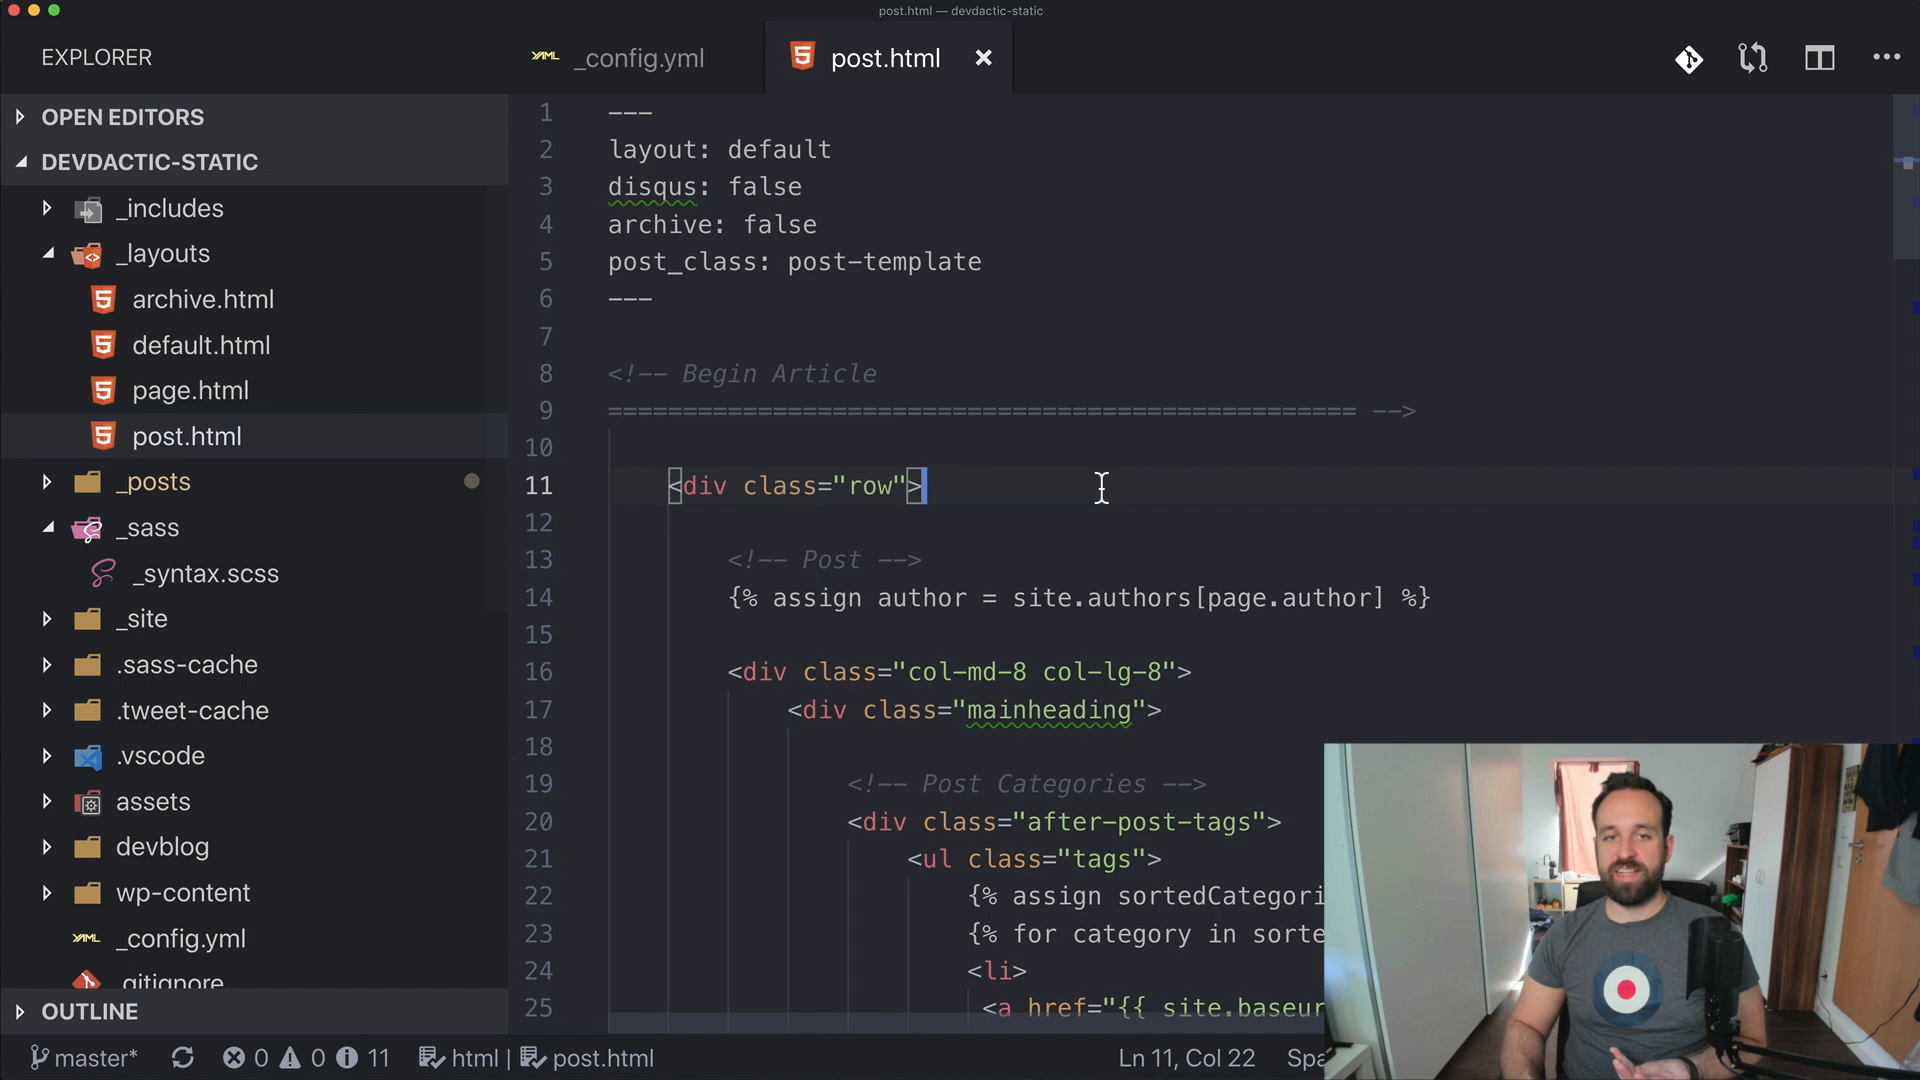 post.html — devdactic-static
EXPLORER
OPEN EDITORS
DEVDACTIC-STATIC
_includes
_layouts
archive.html
default.html
page.html
post.html
_posts
_sass
_syntax.scss
_site
.sass-cache
.tweet-cache
.vscode
assets
devblog
wp-content
_config.yml
.gitignore
OUTLINE
_config.yml
post.html
1 ---
2 layout: default
3 disqus: false
4 archive: false
5 post_class: post-template
6 ---
7
8 <!-- Begin Article
9 ================================================== -->
10
11 <div class="row">
12
13 <!-- Post -->
14 {% assign author = site.authors[page.author] %}
15
16 <div class="col-md-8 col-lg-8">
17 <div class="mainheading">
18
19 <!-- Post Categories -->
20 <div class="after-post-tags">
21 <ul class="tags">
22 {% assign sortedCategori
23 {% for category in sorte
24 <li>
25 <a href="{{ site.baseur
master* 0 0 11 html | post.html Ln 11, Col 22 Spa